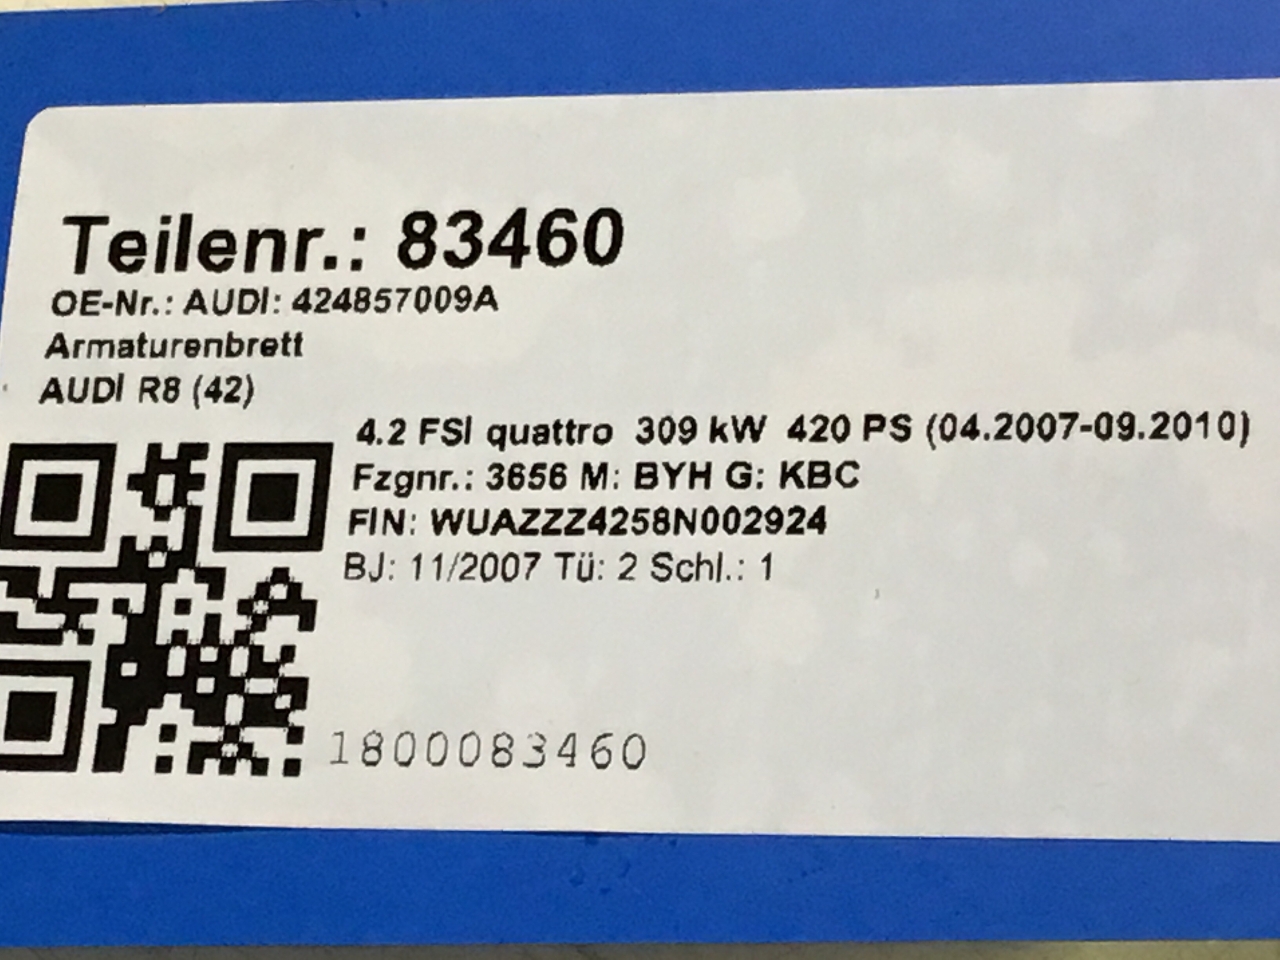 Teilenr.: 83460
OE-Nr.: AUDI: 424857009A
Armaturenbrett
AUDI R8 (42)
4.2 FSI quattro 309 kW 420 PS (04.2007-09.2010)
Fzgnr.: 3656 M: BYH G: KBC
FIN: WUAZZZ4258N002924
BJ: 11/2007 Tü: 2 Schl.: 1
1800083460